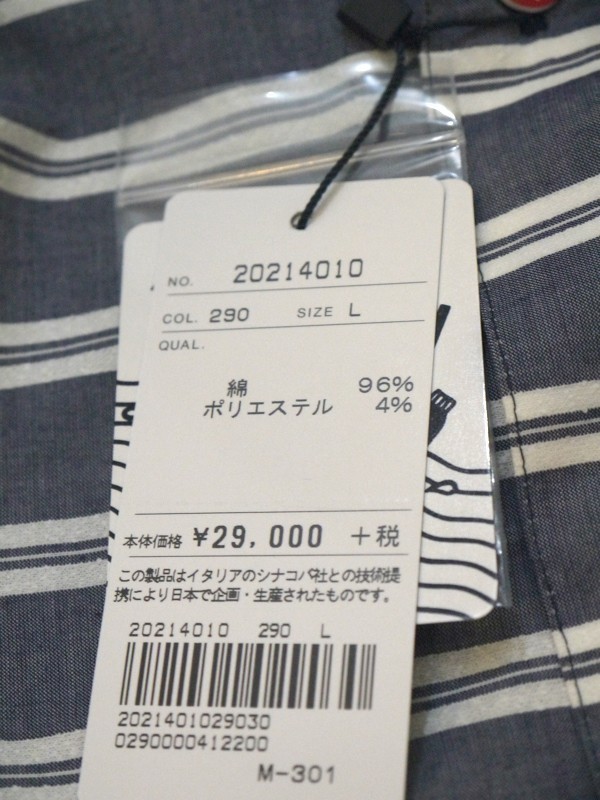 NO. 20214010
COL. 290 SIZE L
QUAL.
綿 96%
ポリエステル 4%
本体価格 ¥29,000 +税
この製品はイタリアのシナコバ社との技術提
携により日本で企画・生産されたものです。
20214010 290 L
2021401029030
0290000412200
M-301